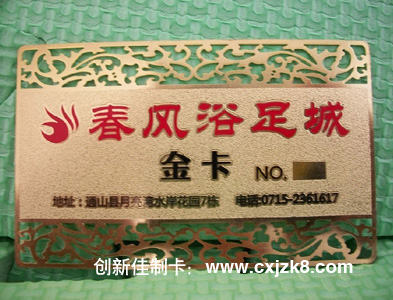 春风浴足城
金卡 NO.
地址：通山县月亮湾水岸花园7栋 电话:0715-2361617
创新佳制卡：www.cxjzk8.com